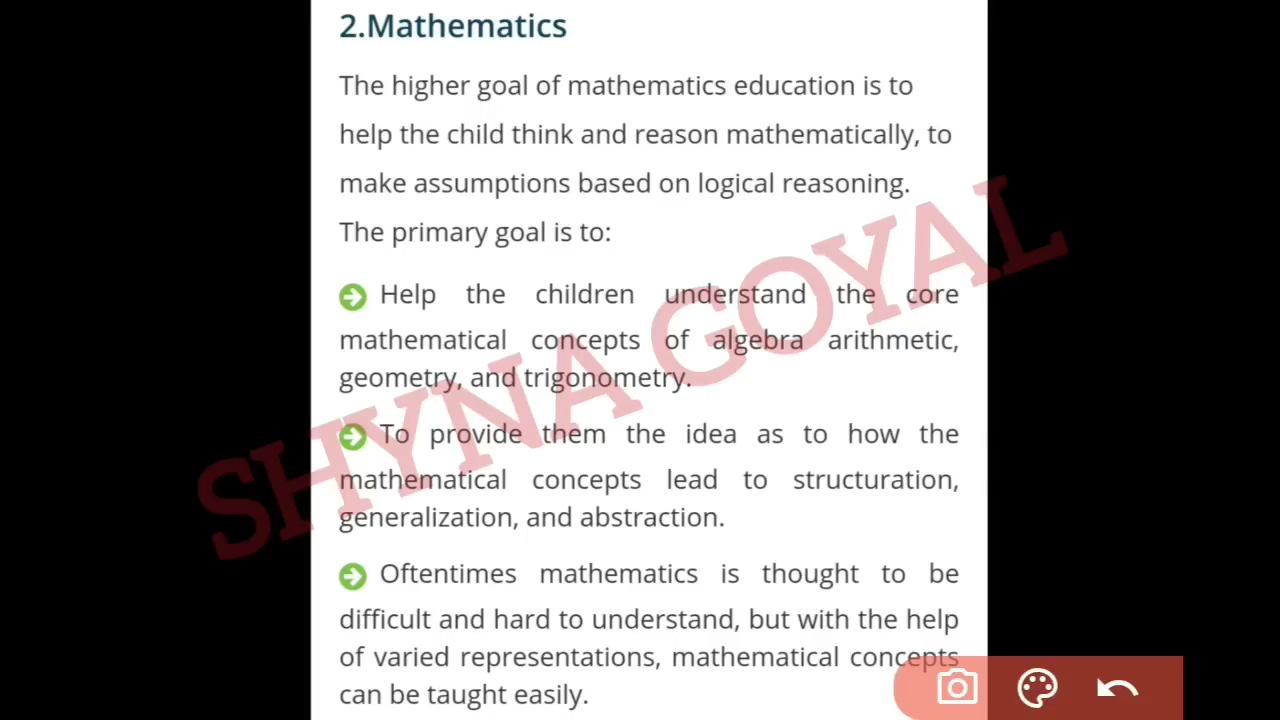 2.Mathematics
The higher goal of mathematics education is to
help the child think and reason mathematically, to
make assumptions based on logical reasoning.
The primary goal is to:
Help the children understand the core
mathematical concepts of algebra arithmetic,
geometry, and trigonometry.
To provide them the idea as to how the
mathematical concepts lead to structuration,
generalization, and abstraction.
Oftentimes mathematics is thought to be
difficult and hard to understand, but with the help
of varied representations, mathematical concepts
can be taught easily.
SHYNA GOYAL